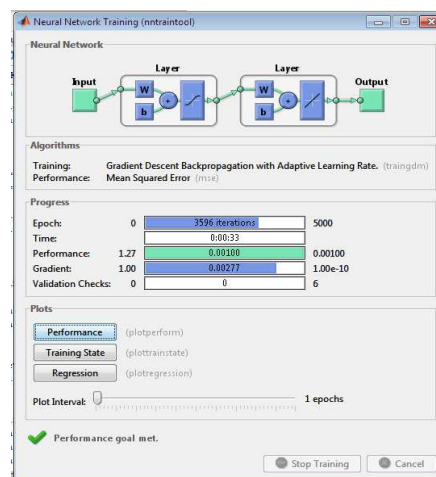 Neural Network Training (nntraintool)
Neural Network
Layer Layer
Input Output
W W
b b
Algorithms
Training: Gradient Descent Backpropagation with Adaptive Learning Rate. (traingdm)
Performance: Mean Squared Error (mse)
Progress
Epoch: 0 3596 iterations 5000
Time: 0:00:33
Performance: 1.27 0.00100 0.00100
Gradient: 1.00 0.00277 1.00e-10
Validation Checks: 0 0 6
Plots
Performance (plotperform)
Training State (plottrainstate)
Regression (plotregression)
Plot Interval: 1 epochs
Performance goal met.
Stop Training Cancel